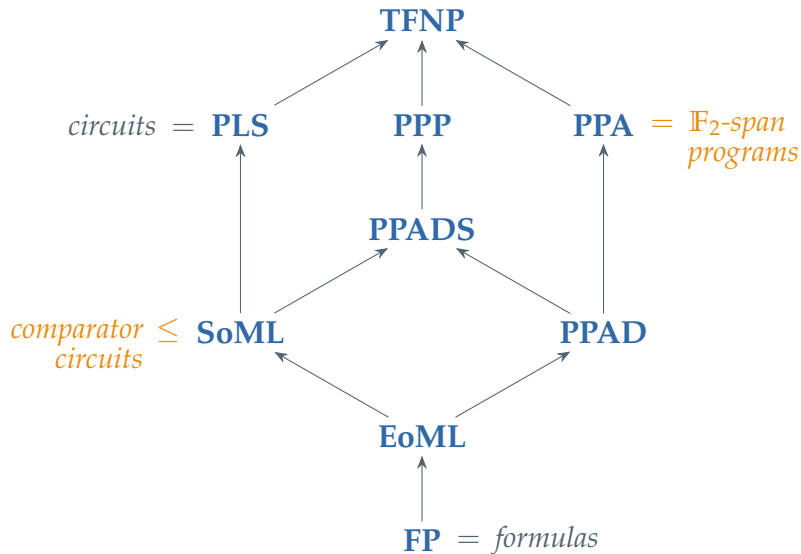 TFNP
circuits = PLS
PPP
PPA = 𝔽₂-span
programs
PPADS
comparator ≤ SoML
circuits
PPAD
EoML
FP = formulas